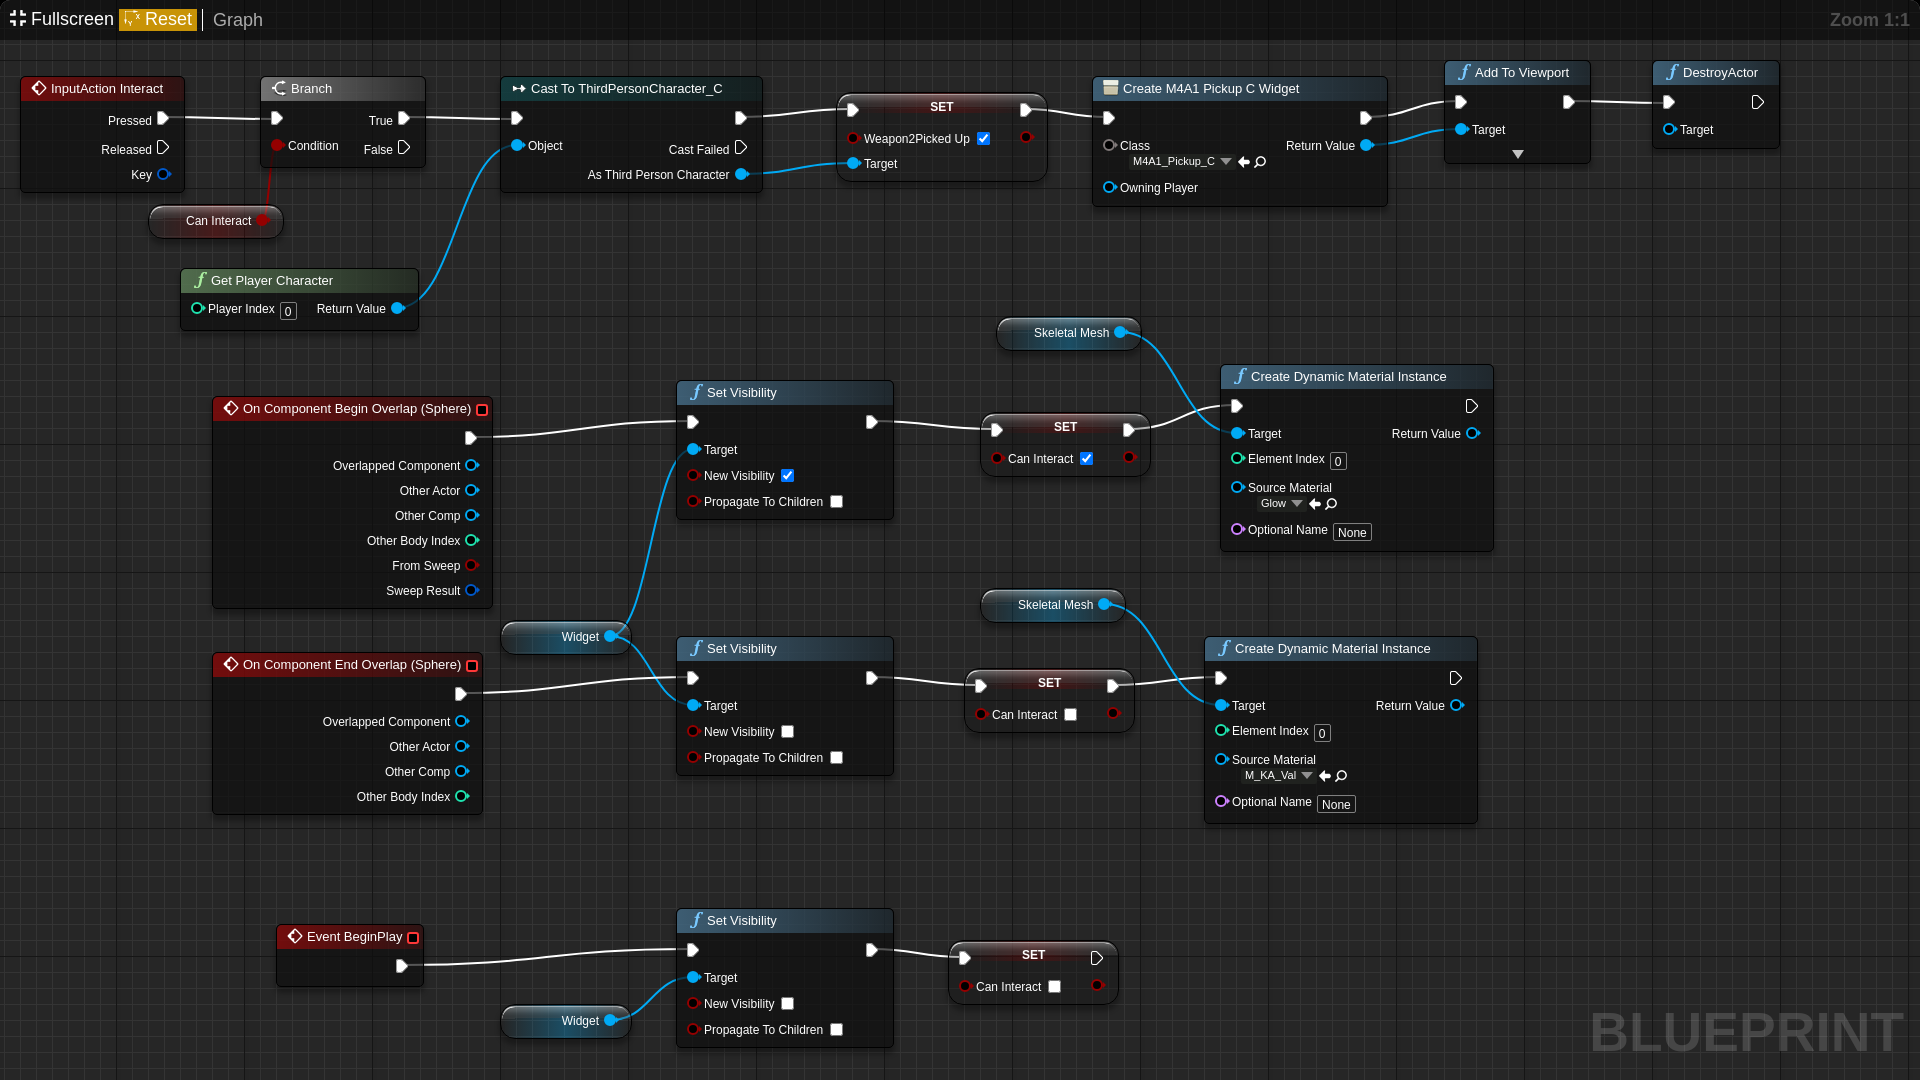 Fullscreen Reset Graph
Zoom 1:1
InputAction Interact
Pressed
Released
Key
Branch
True
Condition
False
Can Interact
Get Player Character
Player Index 0 Return Value
Cast To ThirdPersonCharacter_C
Object
Cast Failed
As Third Person Character
SET
Weapon2Picked Up
Target
Create M4A1 Pickup C Widget
Class
Return Value
M4A1_Pickup_C
Owning Player
Add To Viewport
Target
DestroyActor
Target
On Component Begin Overlap (Sphere)
Overlapped Component
Other Actor
Other Comp
Other Body Index
From Sweep
Sweep Result
Set Visibility
Target
New Visibility
Propagate To Children
SET
Can Interact
Skeletal Mesh
Create Dynamic Material Instance
Target
Return Value
Element Index 0
Source Material
Glow
Optional Name None
Widget
On Component End Overlap (Sphere)
Overlapped Component
Other Actor
Other Comp
Other Body Index
Set Visibility
Target
New Visibility
Propagate To Children
SET
Can Interact
Skeletal Mesh
Create Dynamic Material Instance
Target
Return Value
Element Index 0
Source Material
M_KA_Val
Optional Name None
Event BeginPlay
Widget
Set Visibility
Target
New Visibility
Propagate To Children
SET
Can Interact
BLUEPRINT